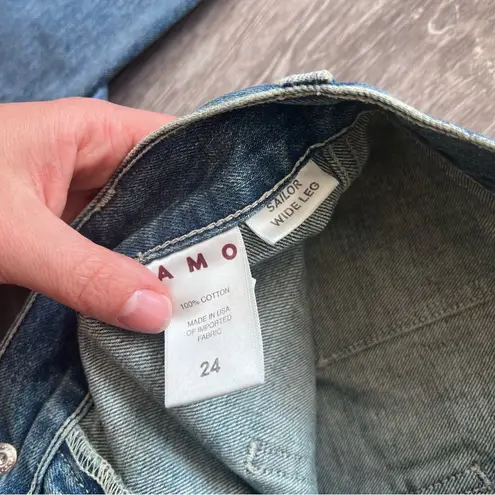 AMO
100% COTTON
MADE IN USA
OF IMPORTED
FABRIC
24
SAILOR
WIDE LEG